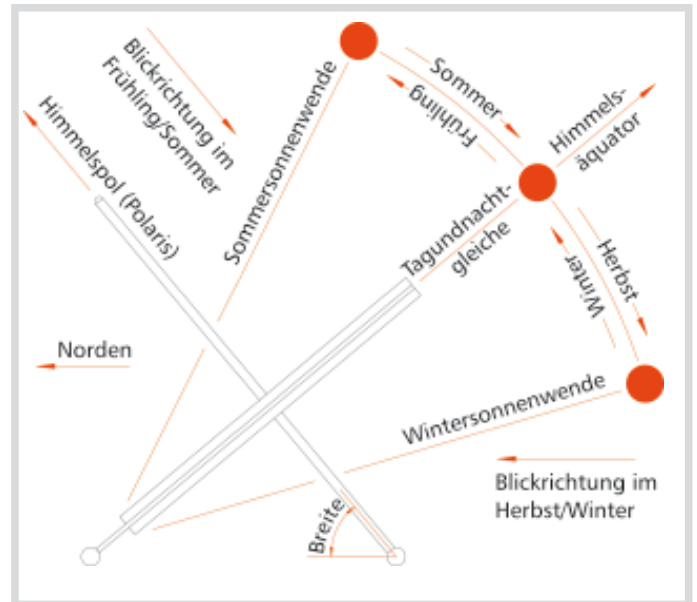 Blickrichtung im
Frühling/Sommer
Himmelspol (Polaris)
Sommersonnenwende
Sommer
Frühling
Himmels-
äquator
Tagundnacht-
gleiche
Herbst
Winter
Norden
Wintersonnenwende
Breite
Blickrichtung im
Herbst/Winter